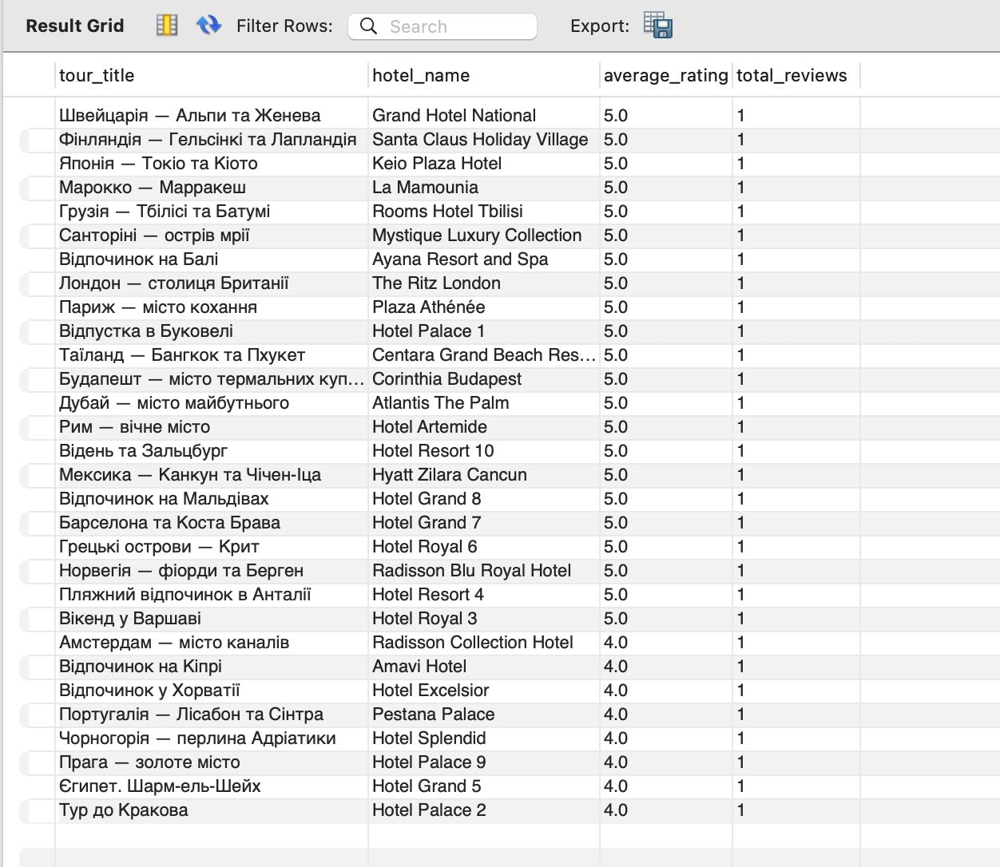 Result Grid Filter Rows: Search Export:
tour_title hotel_name average_rating total_reviews
Швейцарія — Альпи та Женева Grand Hotel National 5.0 1
Фінляндія — Гельсінкі та Лапландія Santa Claus Holiday Village 5.0 1
Японія — Токіо та Кіото Keio Plaza Hotel 5.0 1
Марокко — Марракеш La Mamounia 5.0 1
Грузія — Тбілісі та Батумі Rooms Hotel Tbilisi 5.0 1
Санторіні — острів мрії Mystique Luxury Collection 5.0 1
Відпочинок на Балі Ayana Resort and Spa 5.0 1
Лондон — столиця Британії The Ritz London 5.0 1
Париж — місто кохання Plaza Athénée 5.0 1
Відпустка в Буковелі Hotel Palace 1 5.0 1
Таїланд — Бангкок та Пхукет Centara Grand Beach Res... 5.0 1
Будапешт — місто термальних куп... Corinthia Budapest 5.0 1
Дубай — місто майбутнього Atlantis The Palm 5.0 1
Рим — вічне місто Hotel Artemide 5.0 1
Відень та Зальцбург Hotel Resort 10 5.0 1
Мексика — Канкун та Чічен-Іца Hyatt Zilara Cancun 5.0 1
Відпочинок на Мальдівах Hotel Grand 8 5.0 1
Барселона та Коста Брава Hotel Grand 7 5.0 1
Грецькі острови — Крит Hotel Royal 6 5.0 1
Норвегія — фіорди та Берген Radisson Blu Royal Hotel 5.0 1
Пляжний відпочинок в Анталії Hotel Resort 4 5.0 1
Вікенд у Варшаві Hotel Royal 3 5.0 1
Амстердам — місто каналів Radisson Collection Hotel 4.0 1
Відпочинок на Кіпрі Amavi Hotel 4.0 1
Відпочинок у Хорватії Hotel Excelsior 4.0 1
Португалія — Лісабон та Сінтра Pestana Palace 4.0 1
Чорногорія — перлина Адріатики Hotel Splendid 4.0 1
Прага — золоте місто Hotel Palace 9 4.0 1
Єгипет. Шарм-ель-Шейх Hotel Grand 5 4.0 1
Тур до Кракова Hotel Palace 2 4.0 1